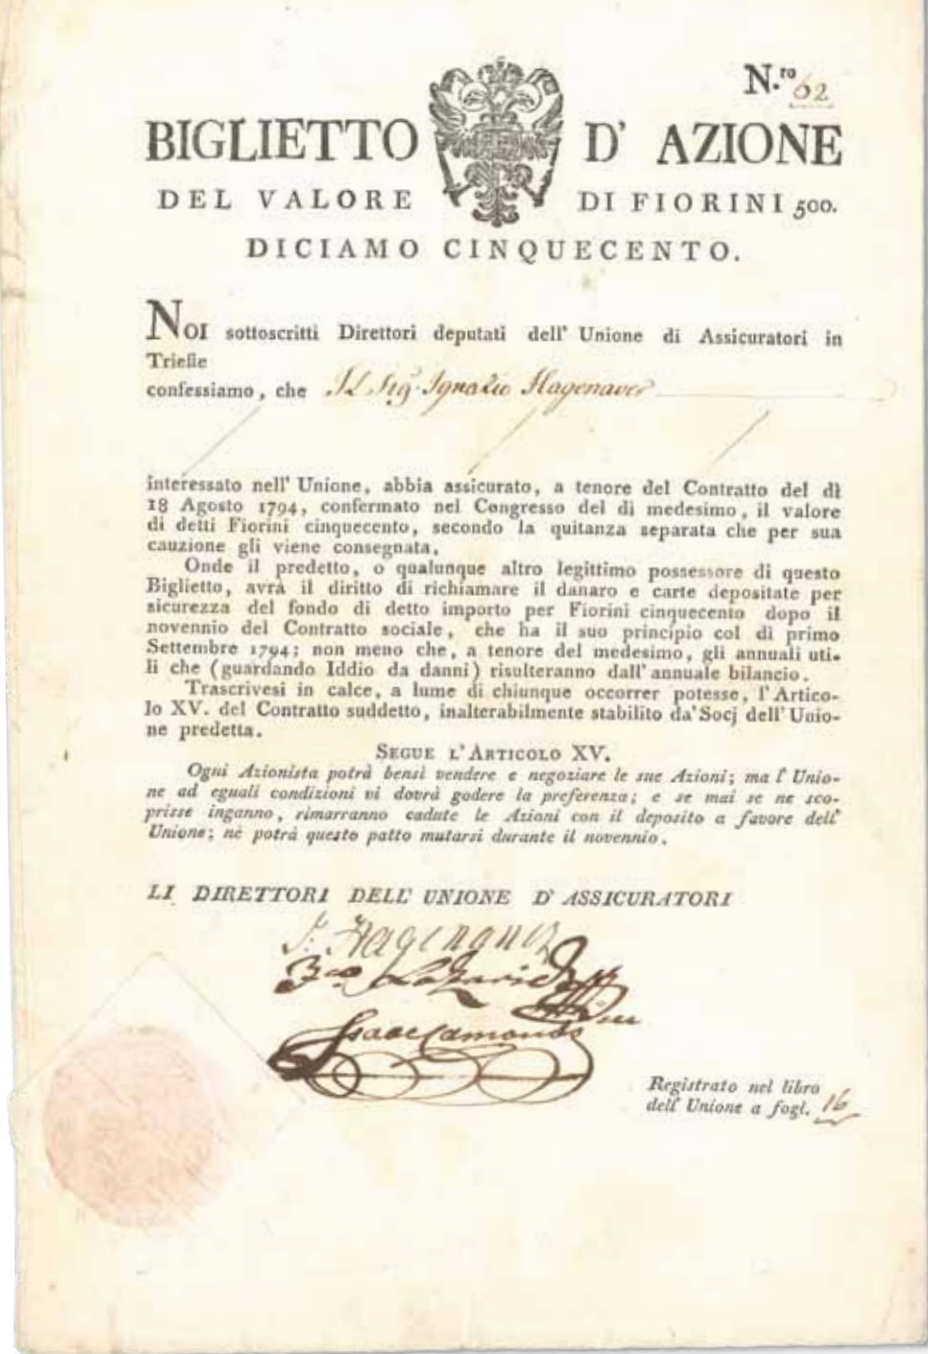 N.ro 62
BIGLIETTO D' AZIONE
DEL VALORE DI FIORINI 500.
DICIAMO CINQUECENTO.
NOI sottoscritti Direttori deputati dell' Unione di Assicuratori in
Trieste
confessiamo, che Il Sig. Ignazio Hagenaver
interessato nell' Unione, abbia assicurato, a tenore del Contratto del dì
18 Agosto 1794, confermato nel Congresso del dì medesimo, il valore
di detti Fiorini cinquecento, secondo la quitanza separata che per sua
cauzione gli viene consegnata.
Onde il predetto, o qualunque altro legittimo possessore di questo
Biglietto, avrà il diritto di richiamare il danaro e carte depositate per
sicurezza del fondo di detto importo per Fiorini cinquecento dopo il
novennio del Contratto sociale, che ha il suo principio col dì primo
Settembre 1794; non meno che, a tenore del medesimo, gli annuali uti-
li che (guardando Iddio da danni) risulteranno dall' annuale bilancio.
Trascrivesi in calce, a lume di chiunque occorrer potesse, l' Artico-
lo XV. del Contratto suddetto, inalterabilmente stabilito da' Socj dell' Unio-
ne predetta.
SEGUE L' ARTICOLO XV.
Ogni Azionista potrà bensì vendere e negoziare le sue Azioni; ma l' Unio-
ne ad eguali condizioni vi dovrà godere la preferenza; e se mai se ne sco-
prisse inganno, rimarranno cadute le Azioni con il deposito a favore dell'
Unione; nè potrà questo patto mutarsi durante il novennio.
LI DIRETTORI DELL' UNIONE D' ASSICURATORI
I. Hagenauer
Isaac Camondo
Registrato nel libro
dell' Unione a fogl. 16